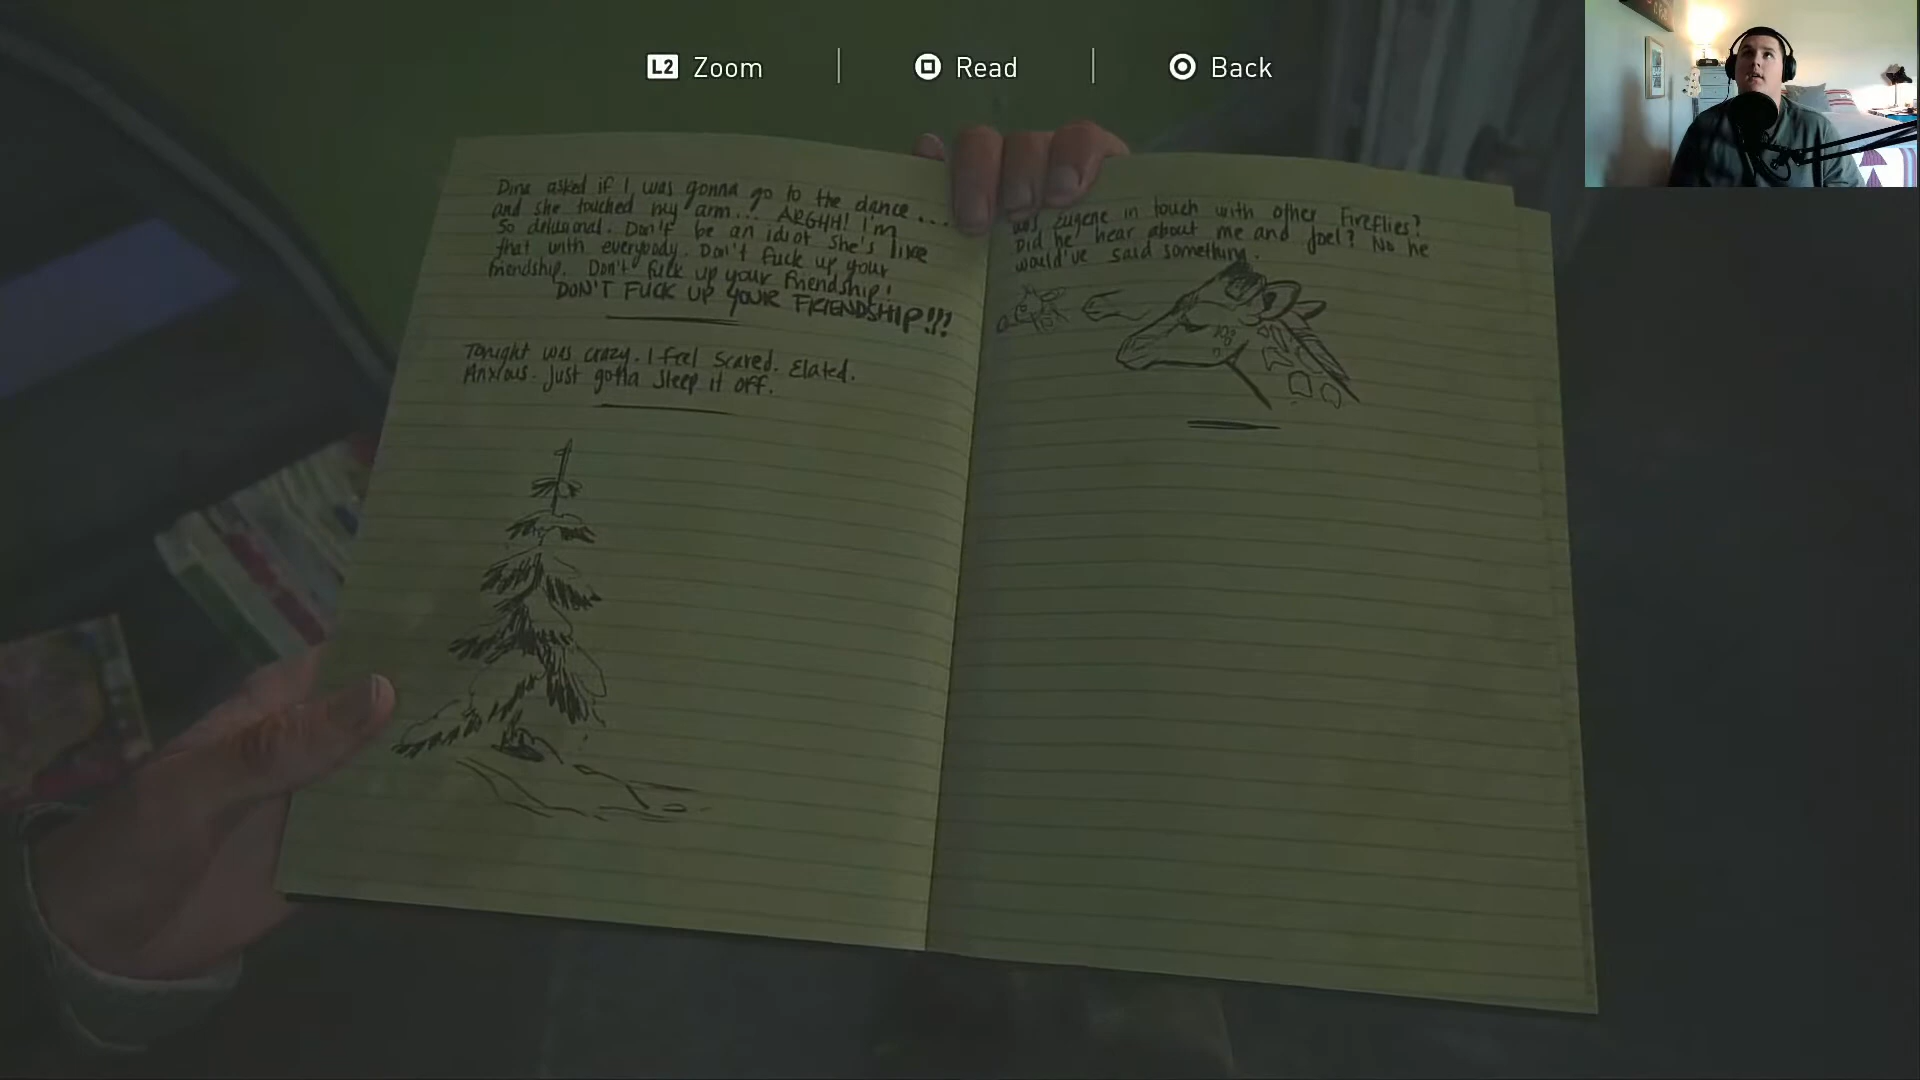 L2 Zoom
Read
Back
Dina asked if I was gonna go to the dance...
and she touched my arm... ARGHH! I'm
so delusional. Don't be an idiot she's like
that with everybody. Don't fuck up your
friendship. Don't fuck up your friendship!
DON'T FUCK UP YOUR FRIENDSHIP!!!
Tonight was crazy. I feel scared. Elated.
Anxious. Just gotta sleep it off.
Was Eugene in touch with other Fireflies?
Did he hear about me and Joel? No he
would've said something.